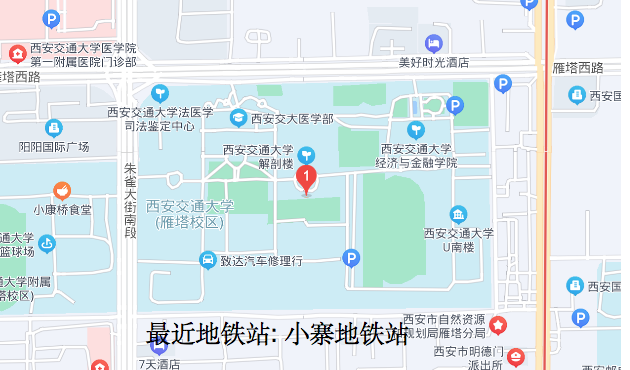 P
P
西安交通大学医学院
第一附属医院门诊部
美好时光酒店
雁塔西路
雁塔西路
西安交通大学法医学
司法鉴定中心
西安交大医学部
P
P
西安国
阳阳国际广场
西安交通大学
解剖楼
西安交通大学
经济与金融学院
朱雀大街南段
1
小康桥食堂
西安交通大学
(雁塔校区)
交通大学
篮球场
西安交通大学
U南楼
致达汽车修理行
P
通大学附属
塔校区)
西安国
P
最近地铁站: 小寨地铁站
西安市自然资源
规划局雁塔分局
7天酒店
西安市明德门
派出所